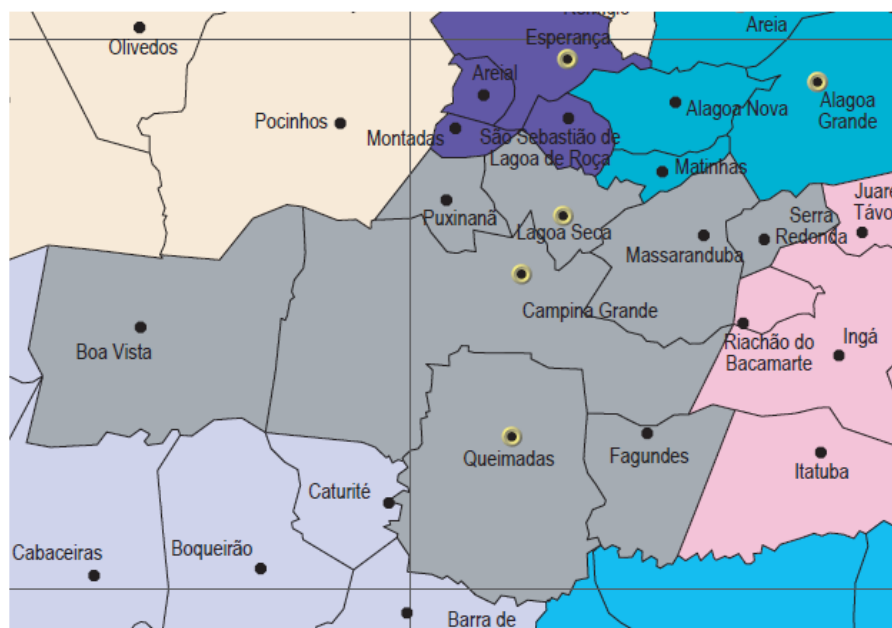 Esperança
Areia
Olivedos
Areial
Alagoa Nova
Alagoa
Grande
Pocinhos
Montadas
São Sebastião de
Lagoa de Roça
Matinhas
Puxinanã
Lagoa Seca
Massaranduba
Serra
Redonda
Juare
Távo
Campina Grande
Boa Vista
Riachão do
Bacamarte
Ingá
Queimadas
Fagundes
Itatuba
Caturité
Cabaceiras
Boqueirão
Barra de